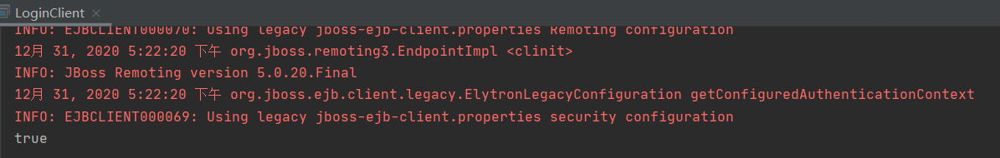 LoginClient
INFO: EJBCLIENT000070: Using legacy jboss-ejb-client.properties Remoting configuration
12月 31, 2020 5:22:20 下午 org.jboss.remoting3.EndpointImpl <clinit>
INFO: JBoss Remoting version 5.0.20.Final
12月 31, 2020 5:22:20 下午 org.jboss.ejb.client.legacy.ElytronLegacyConfiguration getConfiguredAuthenticationContext
INFO: EJBCLIENT000069: Using legacy jboss-ejb-client.properties security configuration
true